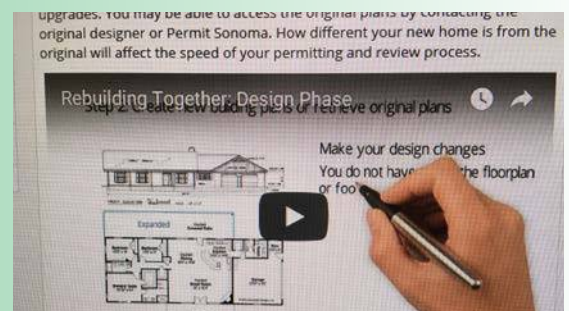 upgrades. You may be able to access the original plans by contacting the
original designer or Permit Sonoma. How different your new home is from the
original will affect the speed of your permitting and review process.
Rebuilding Together: Design Phase
Step 2: Create new building plans or retrieve original plans
Make your design changes
You do not have the floorplan
or foo
Expanded